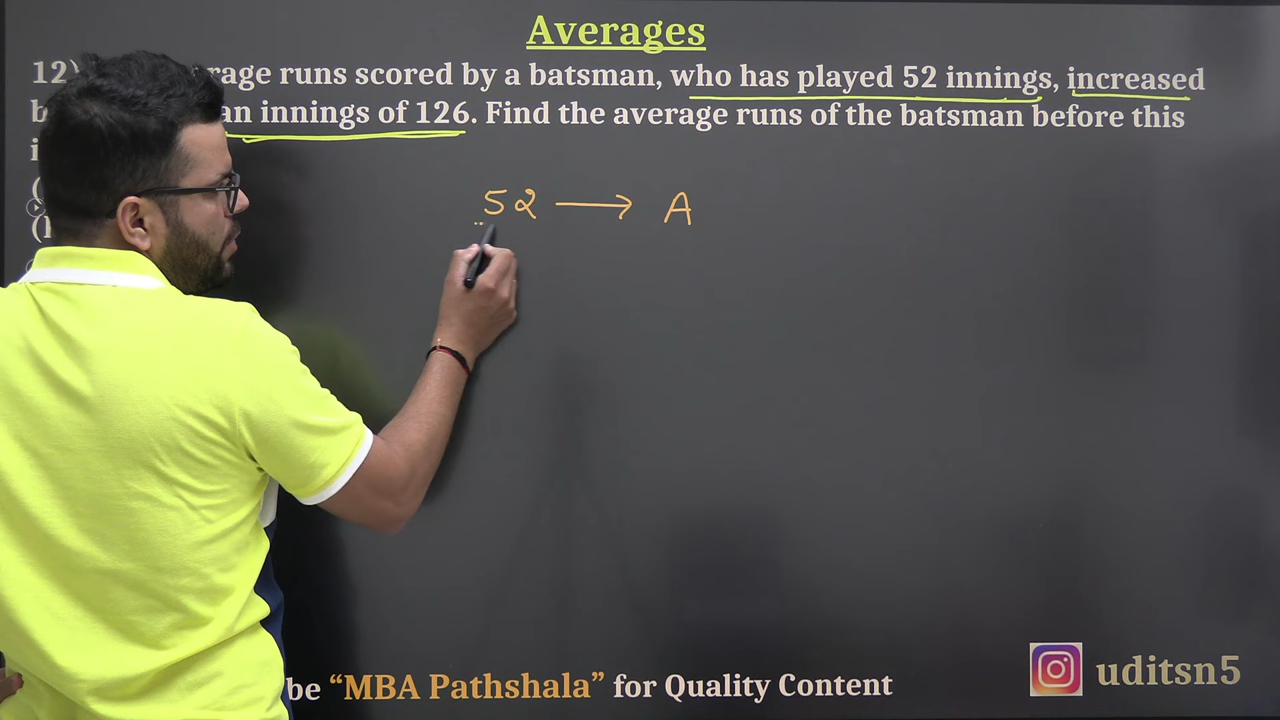 Averages
12) rage runs scored by a batsman, who has played 52 innings, increased
b an innings of 126. Find the average runs of the batsman before this
i
(
(
52 → A
be “MBA Pathshala” for Quality Content
uditsn5